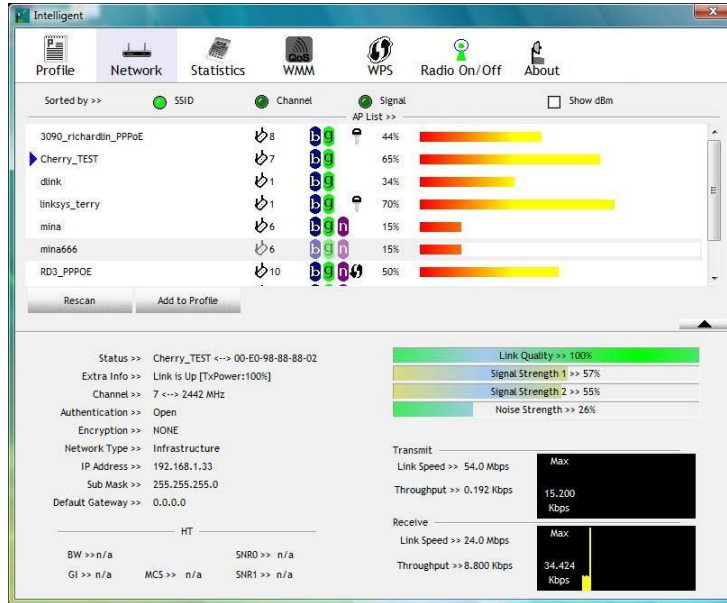 Intelligent
Profile Network Statistics WMM WPS Radio On/Off About
QoS
Sorted by >> SSID Channel Signal Show dBm
AP List >>
3090_richardlin_PPPoE 8 b g 44%
Cherry_TEST 7 b g 65%
dlink 1 b g 34%
linksys_terry 1 b g 70%
mina 6 b g n 15%
mina666 6 b g n 15%
RD3_PPPOE 10 b g n 50%
Rescan Add to Profile
Status >> Cherry_TEST <--> 00-E0-98-88-88-02
Extra Info >> Link is Up [TxPower:100%]
Channel >> 7 <--> 2442 MHz
Authentication >> Open
Encryption >> NONE
Network Type >> Infrastructure
IP Address >> 192.168.1.33
Sub Mask >> 255.255.255.0
Default Gateway >> 0.0.0.0
HT
BW >> n/a SNR0 >> n/a
GI >> n/a MCS >> n/a SNR1 >> n/a
Link Quality >> 100%
Signal Strength 1 >> 57%
Signal Strength 2 >> 55%
Noise Strength >> 26%
Transmit
Link Speed >> 54.0 Mbps
Throughput >> 0.192 Kbps
Max
15.200
Kbps
Receive
Link Speed >> 24.0 Mbps
Throughput >> 8.800 Kbps
Max
34.424
Kbps